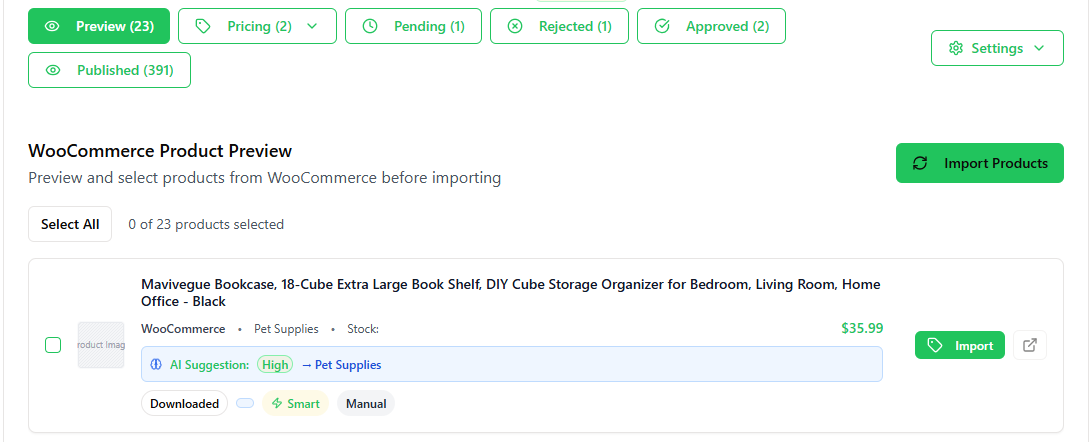 Preview (23)
Pricing (2)
Pending (1)
Rejected (1)
Approved (2)
Settings
Published (391)
WooCommerce Product Preview
Preview and select products from WooCommerce before importing
Import Products
Select All
0 of 23 products selected
Mavivegue Bookcase, 18-Cube Extra Large Book Shelf, DIY Cube Storage Organizer for Bedroom, Living Room, Home
Office - Black
WooCommerce • Pet Supplies • Stock:
$35.99
roduct Imag
AI Suggestion: High → Pet Supplies
Import
Downloaded
Smart
Manual